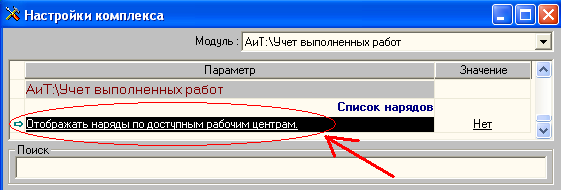 Настройки комплекса
Модуль : АиТ:\Учет выполненных работ
Параметр Значение
АиТ:\Учет выполненных работ
Список нарядов
Отображать наряды по доступным рабочим центрам. Нет
Поиск